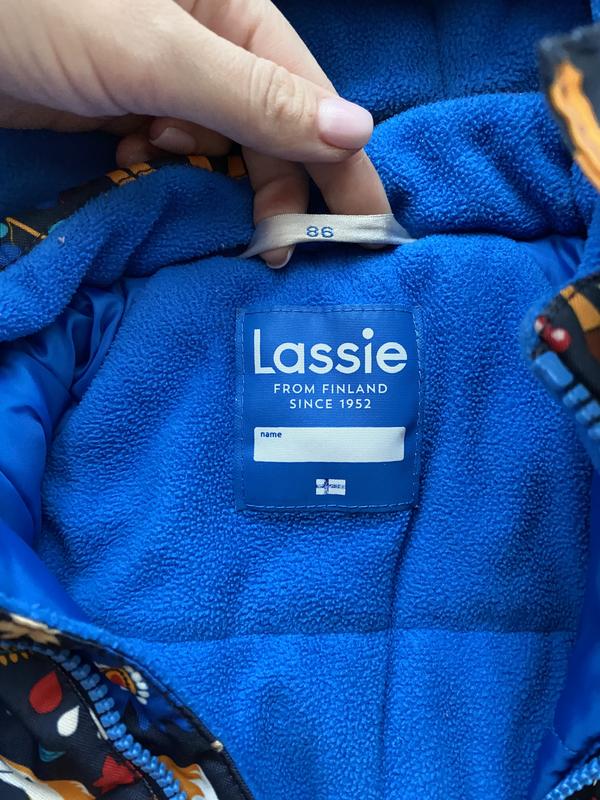 86
Lassie
FROM FINLAND
SINCE 1952
name